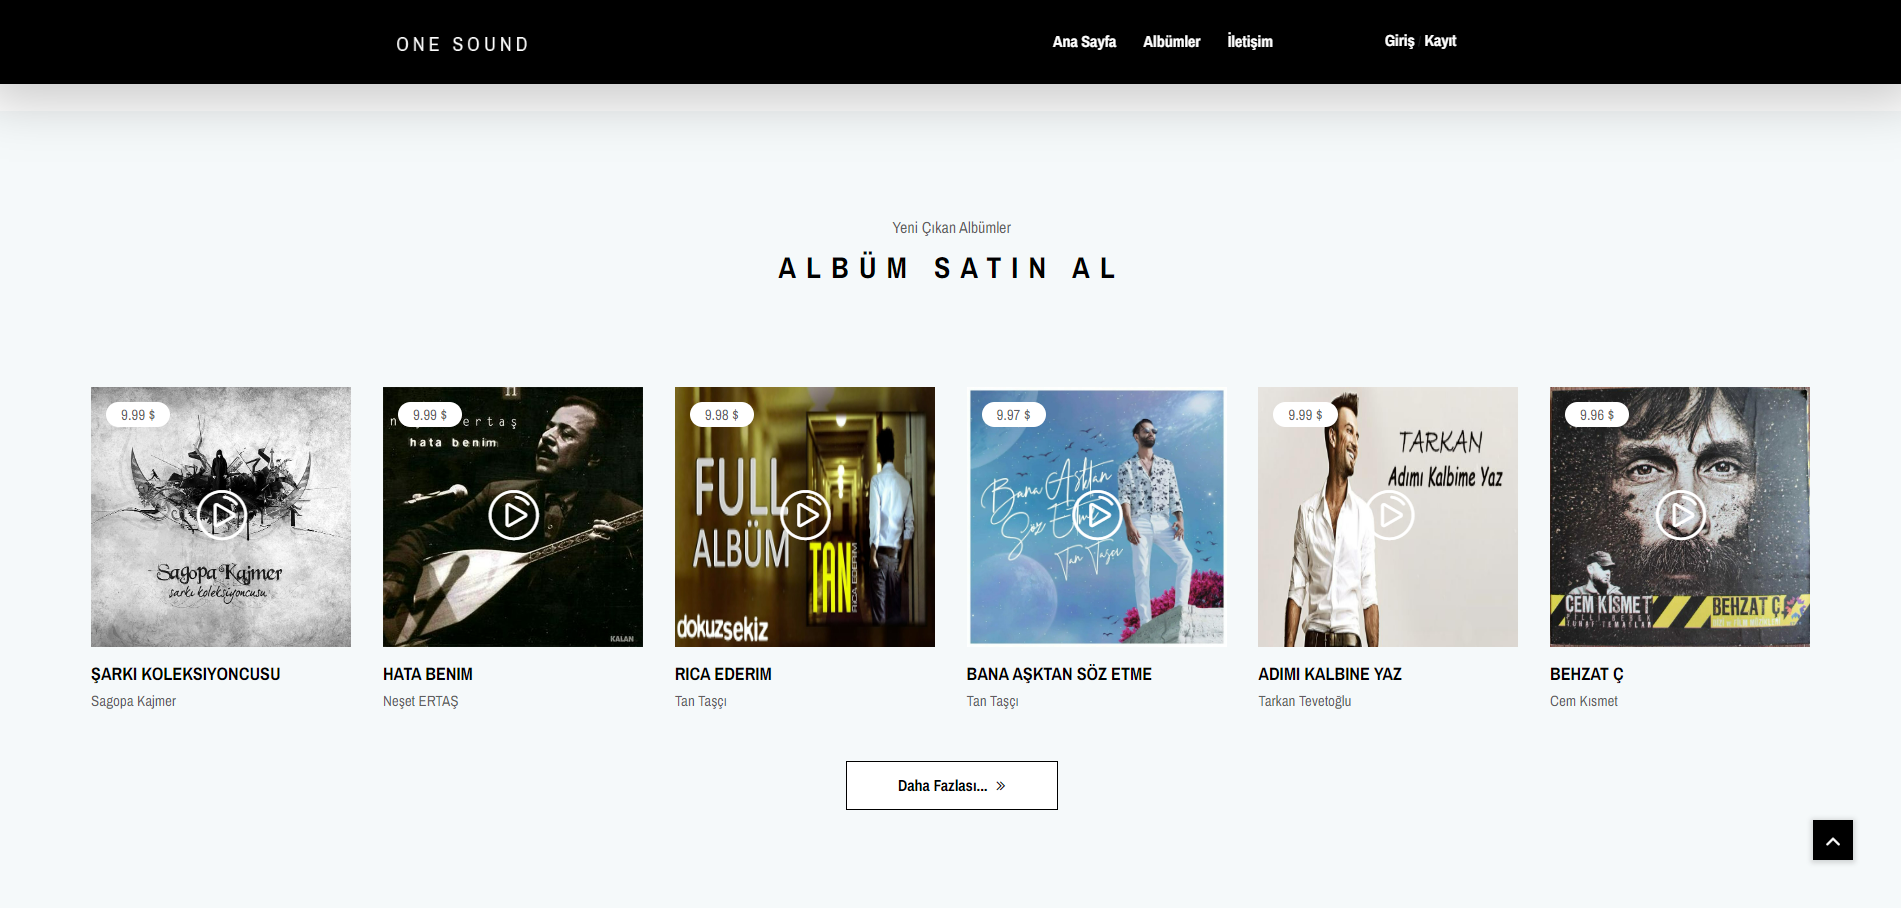 ONE SOUND
Ana Sayfa Albümler İletişim Giriş Kayıt
Yeni Çıkan Albümler
ALBÜM SATIN AL
9.99 $
Sagopa Kajmer
şarkı koleksiyoncusu
ŞARKI KOLEKSIYONCUSU
Sagopa Kajmer
9.99 $
ertaş
hata benim
KALAN
HATA BENIM
Neşet ERTAŞ
9.98 $
FULL
ALBÜM
TAN
RICA EDERIM
dokuzsekiz
RICA EDERIM
Tan Taşçı
9.97 $
Bana Aşktan
Söz Etme
Tan Taşçı
BANA AŞKTAN SÖZ ETME
Tan Taşçı
9.99 $
TARKAN
Adımı Kalbime Yaz
ADIMI KALBINE YAZ
Tarkan Tevetoğlu
9.96 $
CEM KISMET
BEHZAT Ç.
BEHZAT Ç
Cem Kısmet
Daha Fazlası...